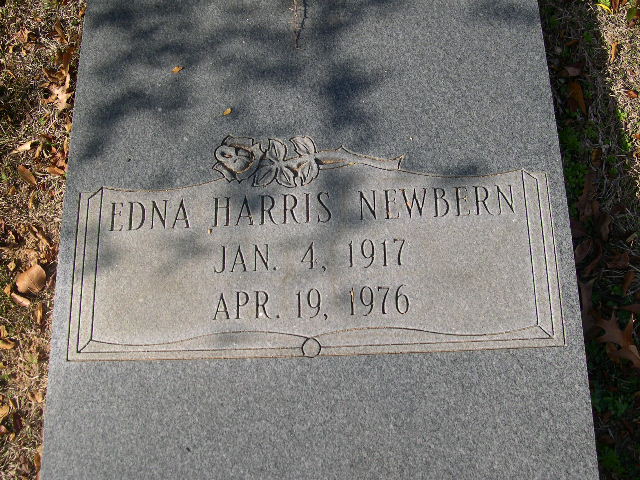 EDNA HARRIS NEWBERN
JAN. 4, 1917
APR. 19, 1976